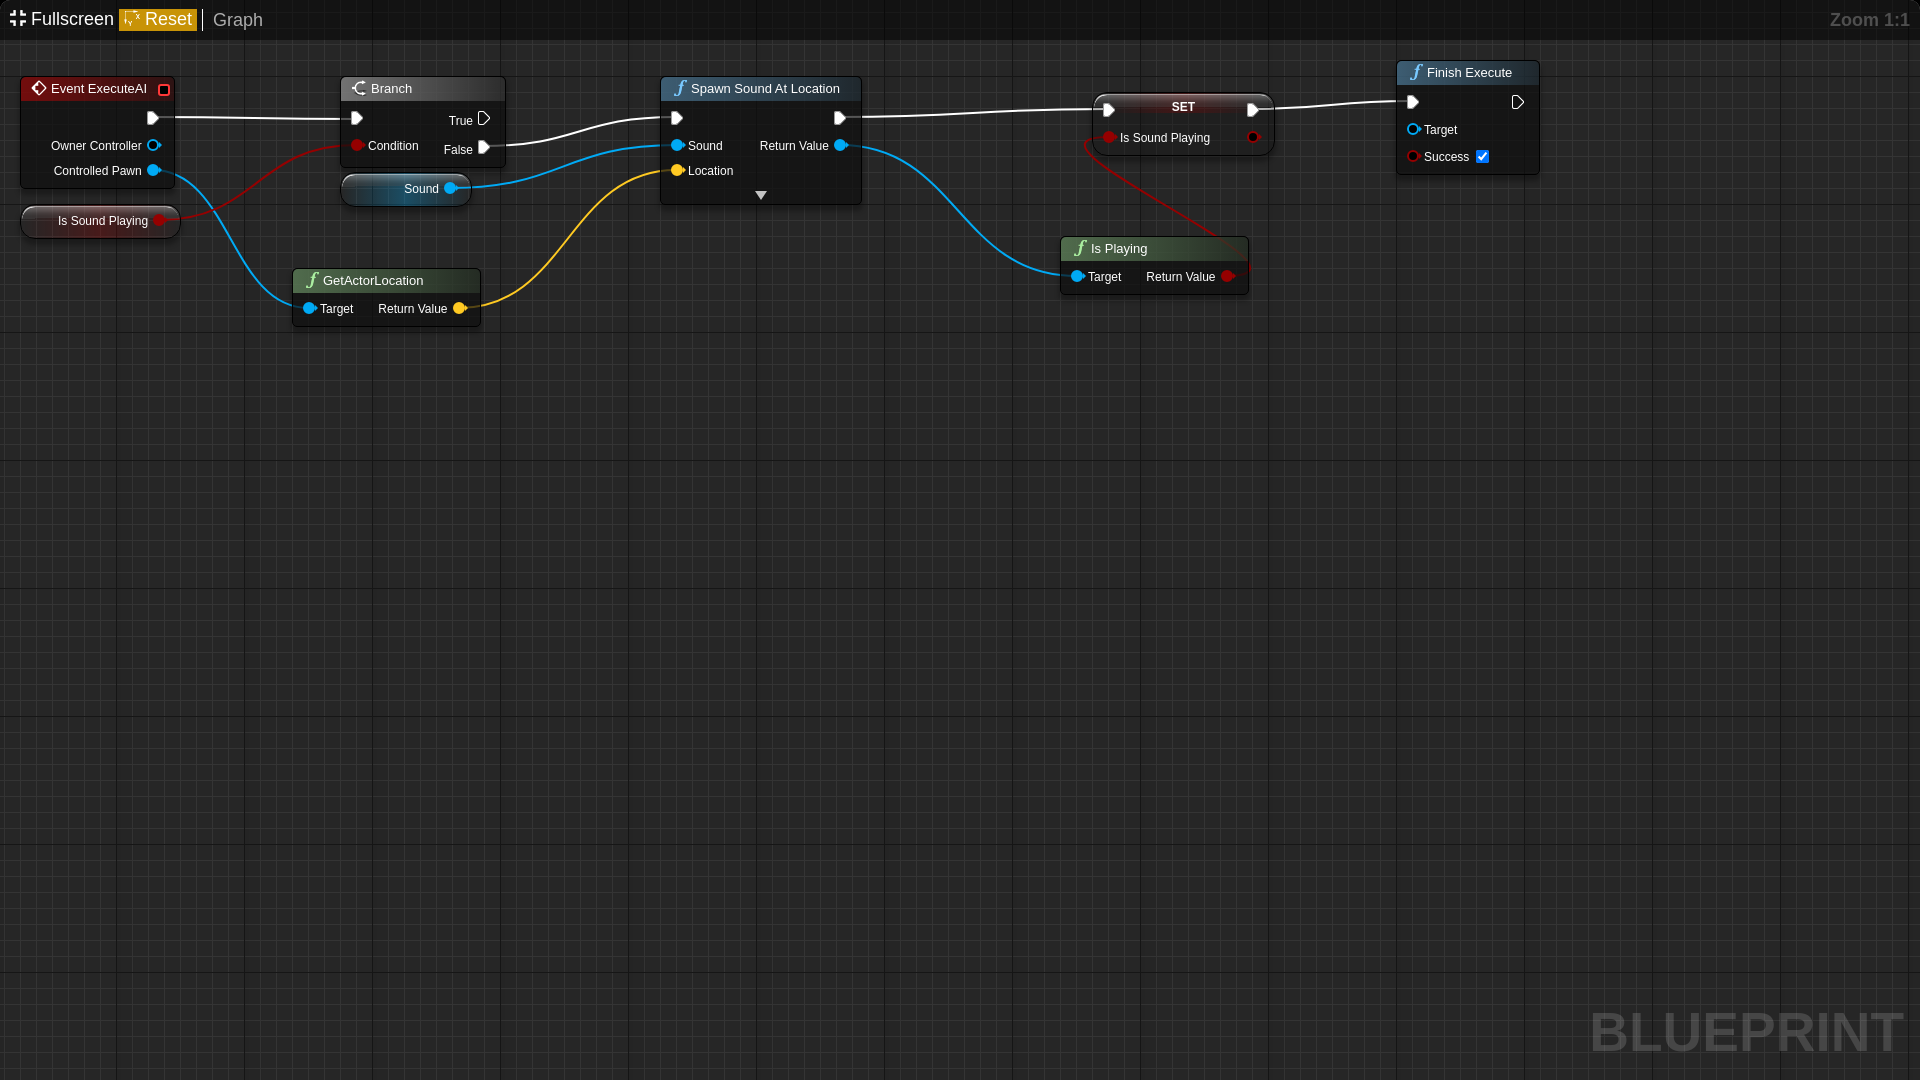 Fullscreen Reset Graph Zoom 1:1
Event ExecuteAI
Owner Controller
Controlled Pawn
Is Sound Playing
Branch
True
Condition
False
Sound
GetActorLocation
Target Return Value
Spawn Sound At Location
Sound Return Value
Location
SET
Is Sound Playing
Is Playing
Target Return Value
Finish Execute
Target
Success
BLUEPRINT